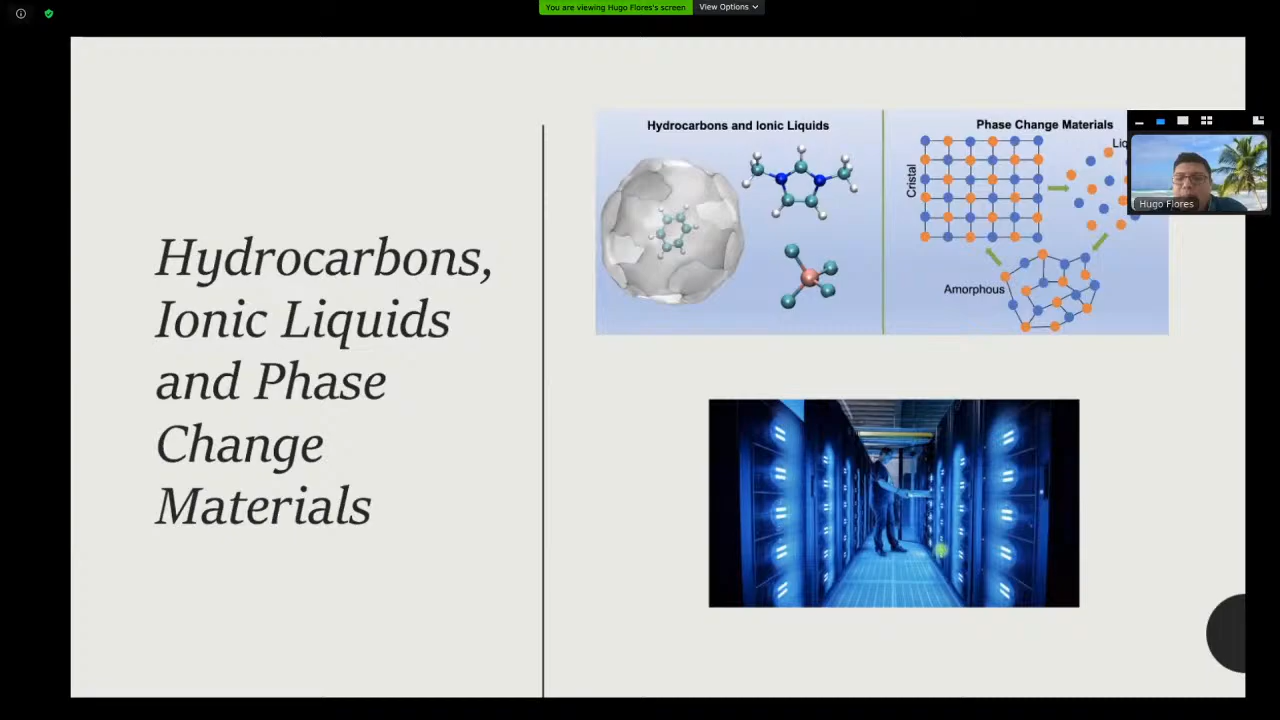 You are viewing Hugo Flores's screen
View Options
Hydrocarbons,
Ionic Liquids
and Phase
Change
Materials
Hydrocarbons and Ionic Liquids
Phase Change Materials
Cristal
Amorphous
Hugo Flores